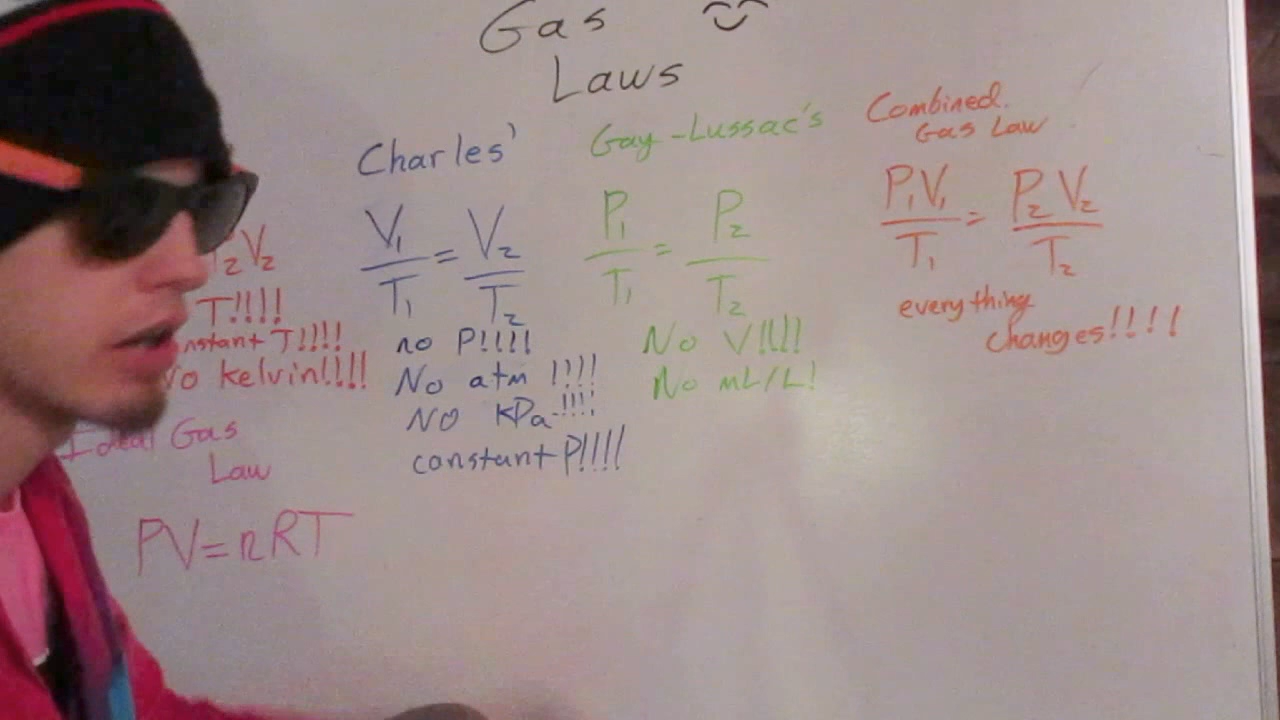 Gas
Laws
2V2
T!!!!
nstant T!!!!
No kelvin!!!!
Charles'
V1/T1 = V2/T2
no P!!!!
No atm !!!!
NO KPa !!!!
constant P!!!!
Gay-Lussac's
P1/T1 = P2/T2
No V!!!!
No mL/L!
Combined
Gas Law
P1V1/T1 = P2V2/T2
everything
changes!!!!
Ideal Gas
Law
PV=nRT